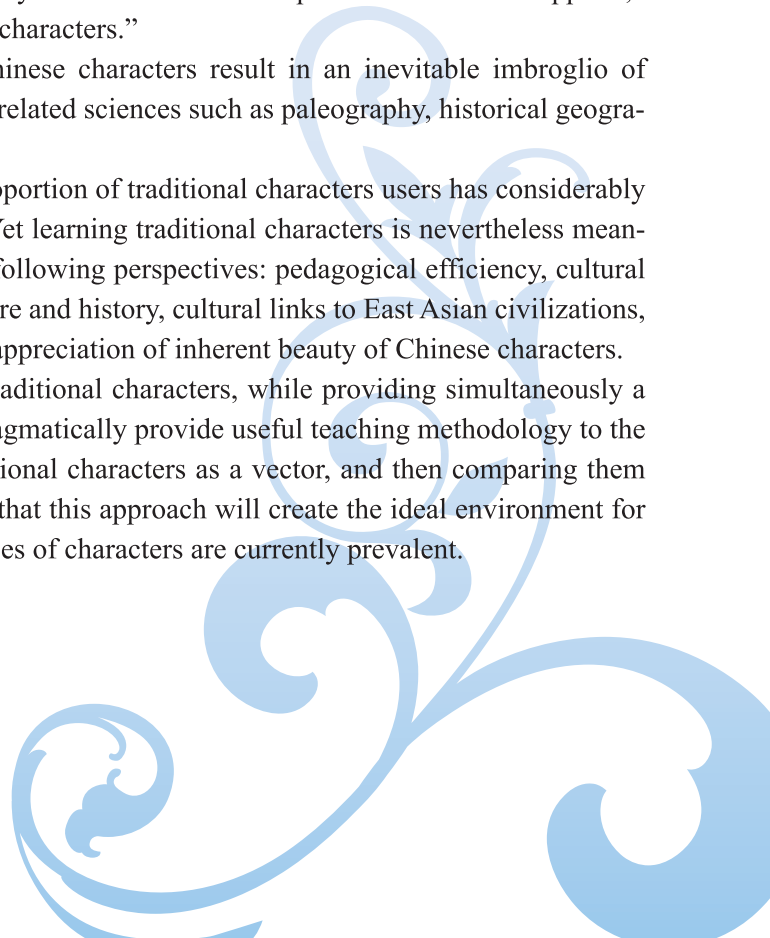 characters.”
hinese characters result in an inevitable imbroglio of
related sciences such as paleography, historical geogra-
portion of traditional characters users has considerably
Yet learning traditional characters is nevertheless mean-
following perspectives: pedagogical efficiency, cultural
re and history, cultural links to East Asian civilizations,
appreciation of inherent beauty of Chinese characters.
aditional characters, while providing simultaneously a
agmatically provide useful teaching methodology to the
ional characters as a vector, and then comparing them
that this approach will create the ideal environment for
es of characters are currently prevalent.